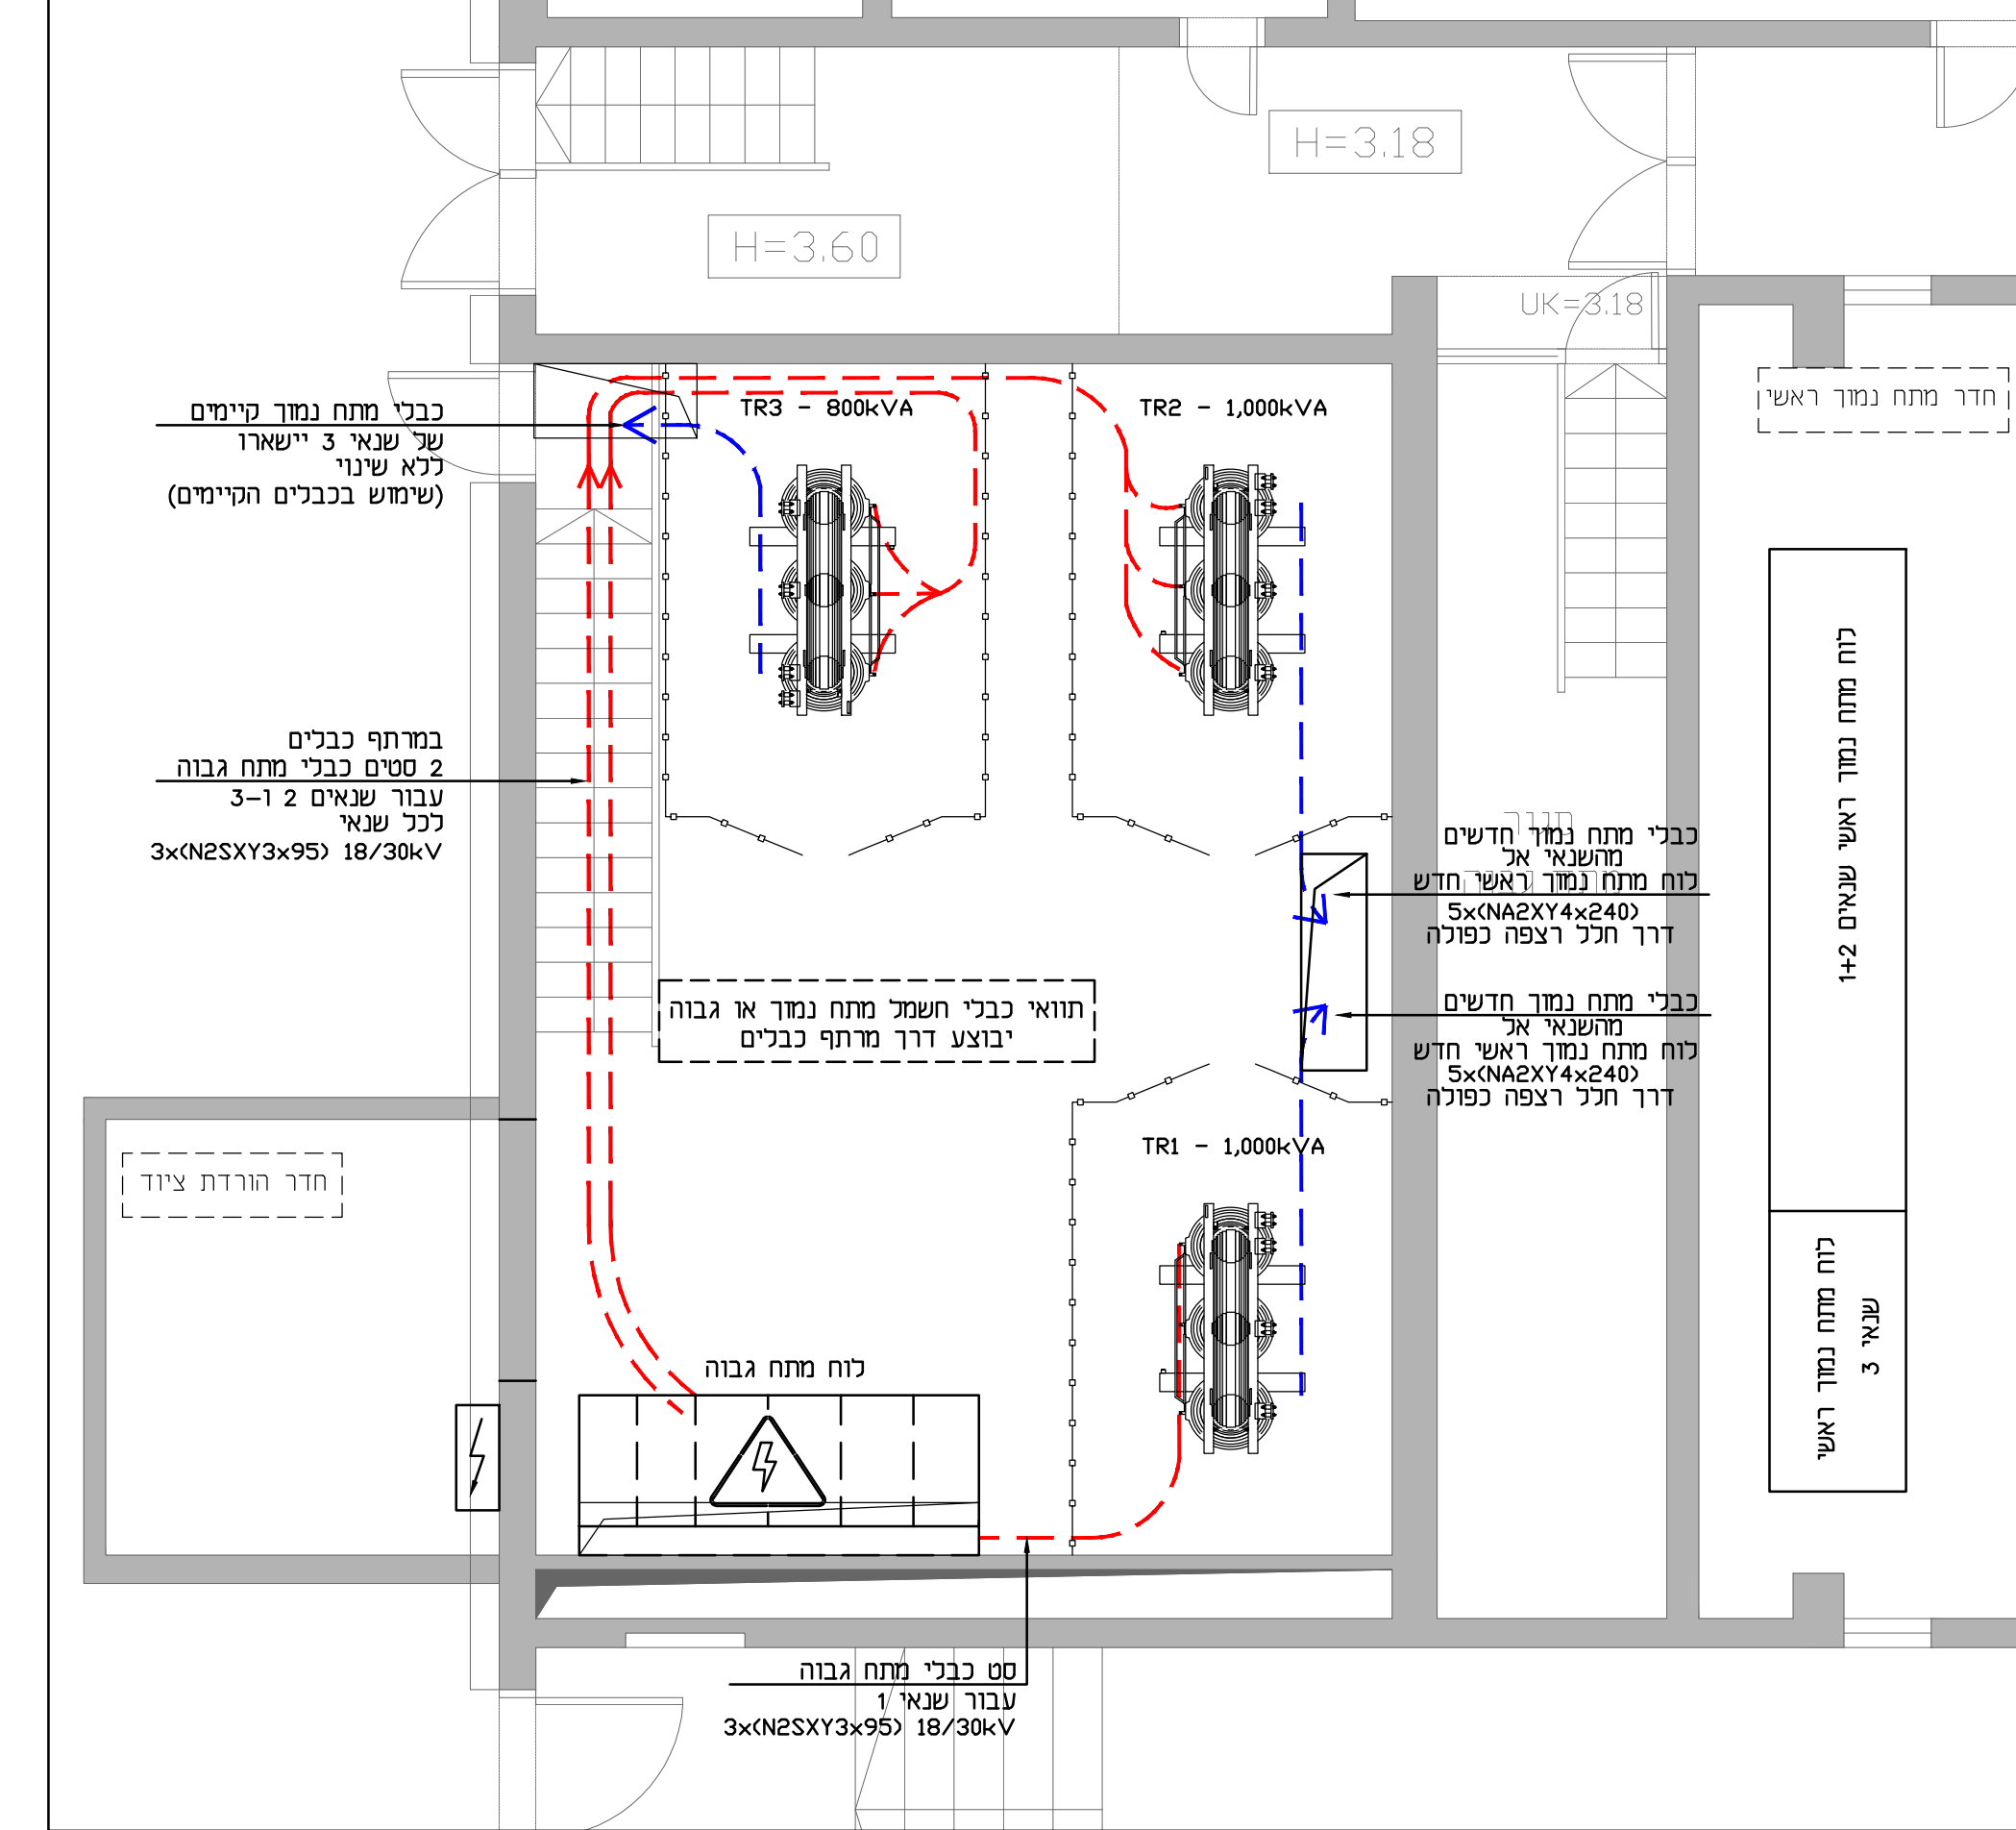 H=3.18
H=3.60
UK=3.18
חדר מתח נמוך ראשי
כבלי מתח נמוך קיימים
של שנאי 3 יישארו
ללא שינוי
(שימוש בכבלים הקיימים)
TR3 - 800kVA
TR2 - 1,000kVA
במרתף כבלים
2 סטים כבלי מתח גבוה
עבור שנאים 2 ו-3
לכל שנאי
3x(N2SXY3x95) 18/30kV
סגור
כבלי מתח נמוך חדשים
מהשנאי אל
לוח מתח נמוך ראשי חדש
5x(NA2XY4x240)
דרך חלל רצפה כפולה
כבלי מתח נמוך חדשים
מהשנאי אל
לוח מתח נמוך ראשי חדש
5x(NA2XY4x240)
דרך חלל רצפה כפולה
תוואי כבלי חשמל מתח נמוך או גבוה
יבוצע דרך מרתף כבלים
לוח מתח נמוך ראשי שנאים 1+2
לוח מתח נמוך ראשי
שנאי 3
חדר הורדת ציוד
TR1 - 1,000kVA
לוח מתח גבוה
סט כבלי מתח גבוה
עבור שנאי 1
3x(N2SXY3x95) 18/30kV